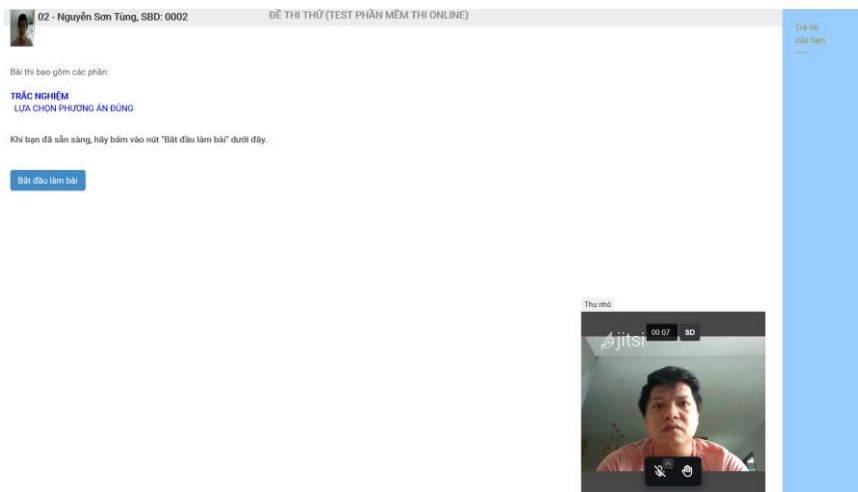 02 - Nguyễn Sơn Tùng, SBD: 0002
ĐỀ THI THỬ (TEST PHẦN MỀM THI ONLINE)
Trả lời
của bạn
Bài thi bao gồm các phần:
TRẮC NGHIỆM
LỰA CHỌN PHƯƠNG ÁN ĐÚNG
Khi bạn đã sẵn sàng, hãy bấm vào nút "Bắt đầu làm bài" dưới đây.
Bắt đầu làm bài
Thu nhỏ
00:07 SD
jitsi